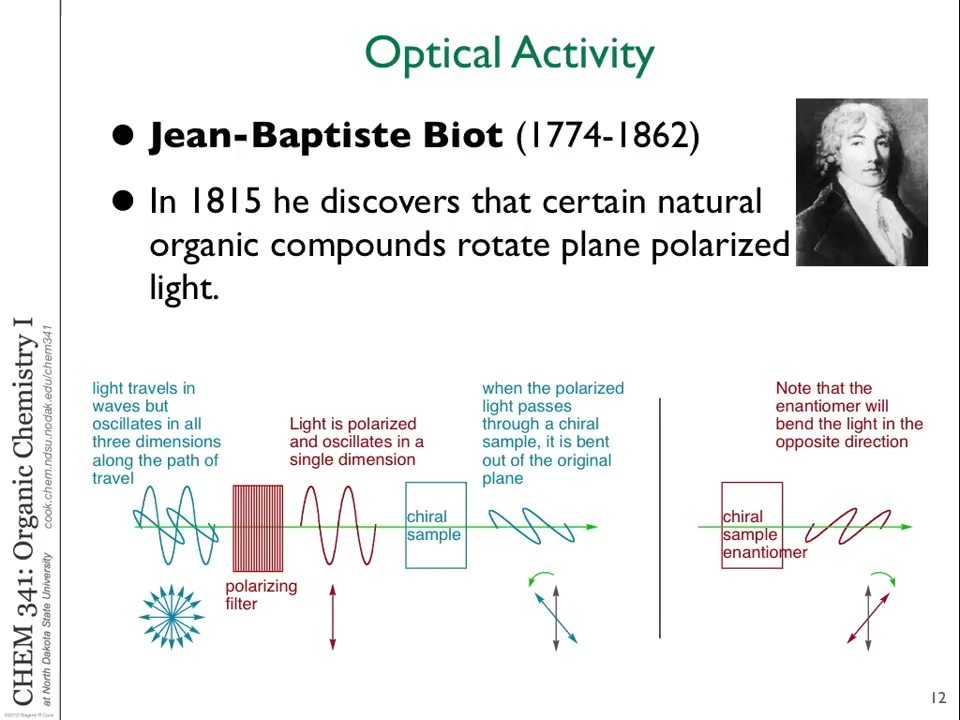 Optical Activity
● Jean-Baptiste Biot (1774-1862)
● In 1815 he discovers that certain natural
organic compounds rotate plane polarized
light.
light travels in
waves but
oscillates in all
three dimensions
along the path of
travel
Light is polarized
and oscillates in a
single dimension
when the polarized
light passes
through a chiral
sample, it is bent
out of the original
plane
Note that the
enantiomer will
bend the light in the
opposite direction
chiral
sample
chiral
sample
enantiomer
polarizing
filter
CHEM 341: Organic Chemistry I
at North Dakota State University cook.chem.ndsu.nodak.edu/chem341
©2012 Gregory R Cook
12